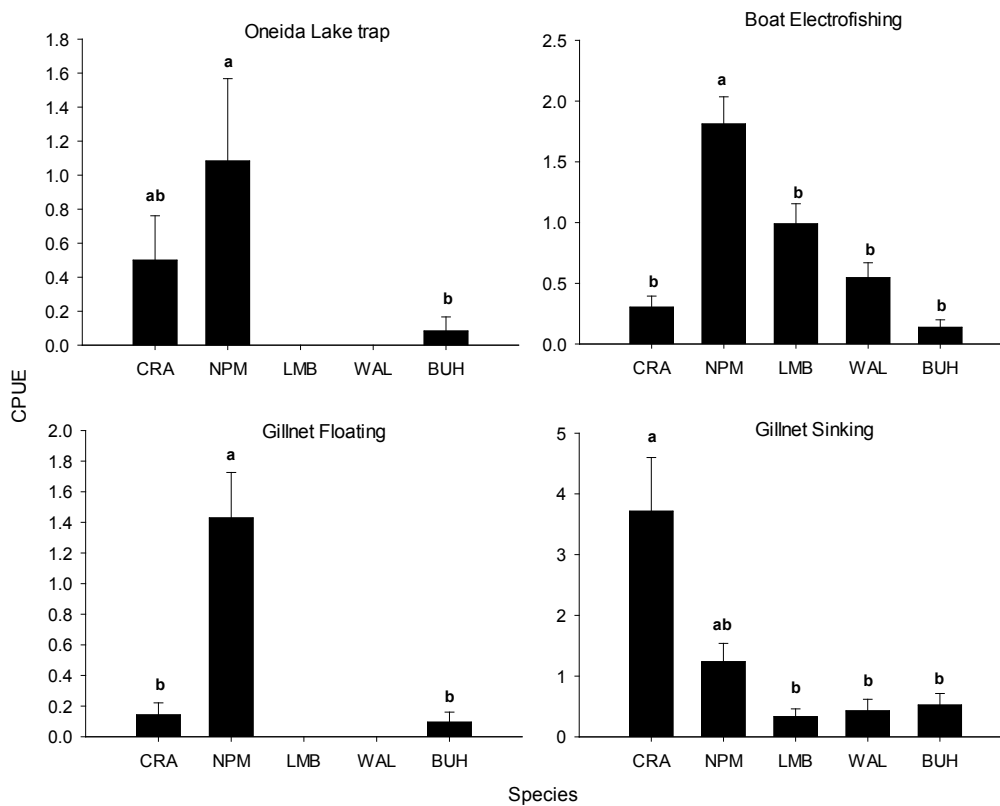 Oneida Lake trap
1.8
1.6
1.4
1.2
1.0
0.8
0.6
0.4
0.2
0.0
ab
a
b
CRA NPM LMB WAL BUH
Boat Electrofishing
2.5
2.0
1.5
1.0
0.5
0.0
b
a
b
b
b
CRA NPM LMB WAL BUH
CPUE
Gillnet Floating
2.0
1.8
1.6
1.4
1.2
1.0
0.8
0.6
0.4
0.2
0.0
b
a
b
CRA NPM LMB WAL BUH
Gillnet Sinking
5
4
3
2
1
0
a
ab
b
b
b
CRA NPM LMB WAL BUH
Species